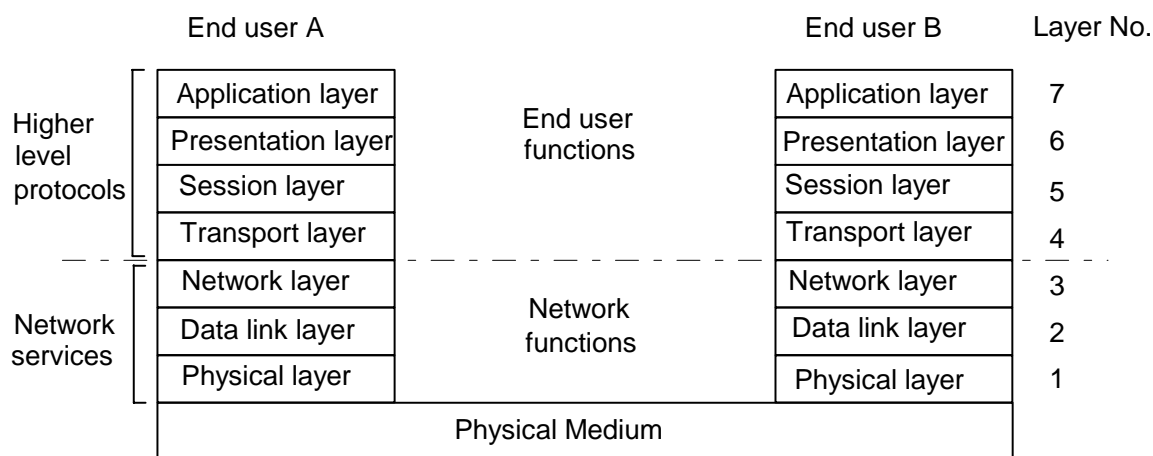 End user A
End user B
Layer No.
Higher
level
protocols
Application layer
Presentation layer
Session layer
Transport layer
End user
functions
Application layer
Presentation layer
Session layer
Transport layer
7
6
5
4
Network
services
Network layer
Data link layer
Physical layer
Network
functions
Network layer
Data link layer
Physical layer
3
2
1
Physical Medium